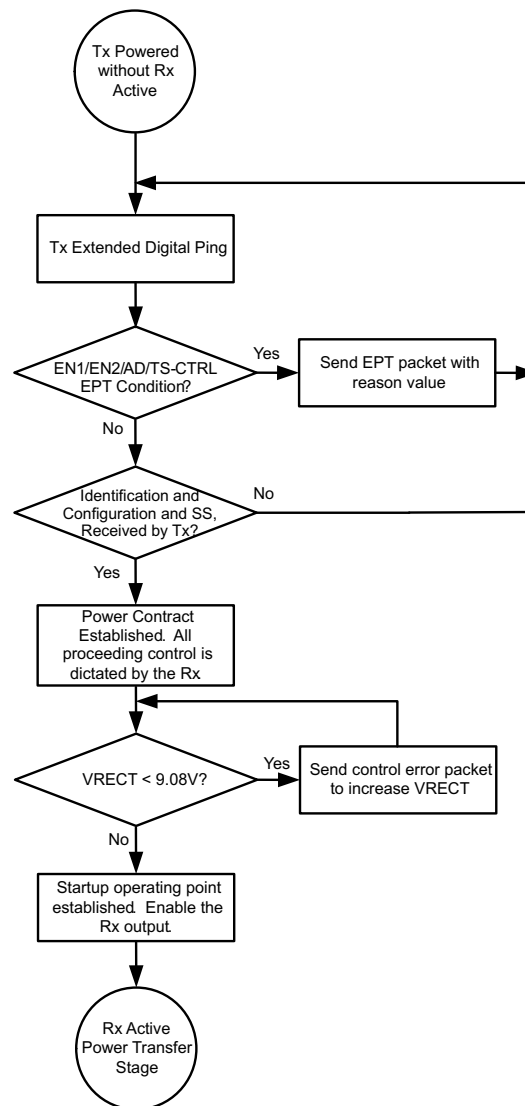 Tx Powered
without Rx
Active
Tx Extended Digital Ping
EN1/EN2/AD/TS-CTRL
EPT Condition?
Yes
Send EPT packet with
reason value
No
Identification and
Configuration and SS,
Received by Tx?
No
Yes
Power Contract
Established. All
proceeding control is
dictated by the Rx
VRECT < 9.08V?
Yes
Send control error packet
to increase VRECT
No
Startup operating point
established. Enable the
Rx output.
Rx Active
Power Transfer
Stage